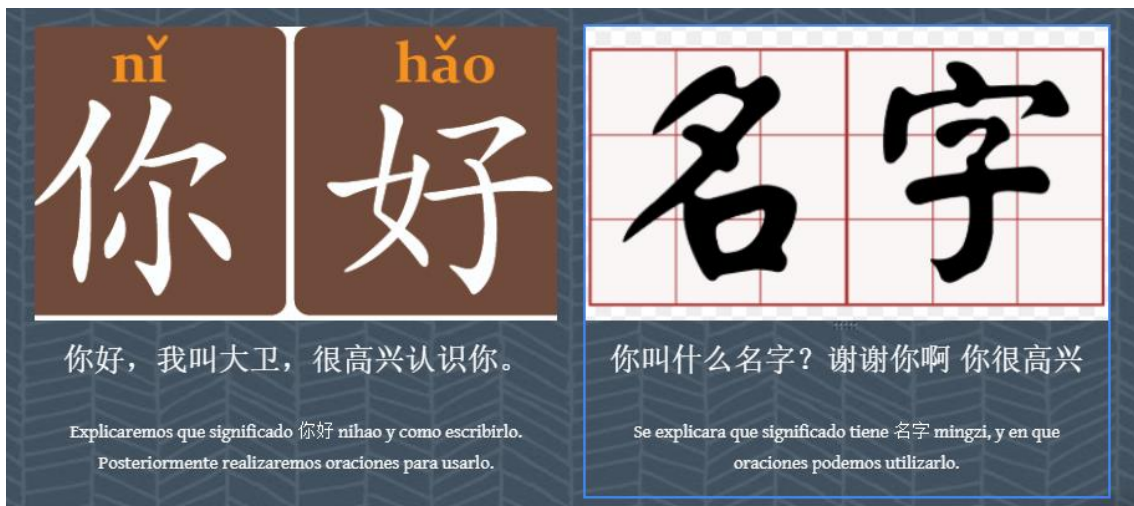 nǐ hǎo
你好
你好，我叫大卫，很高兴认识你。
Explicaremos que significado 你好 nihao y como escribirlo.
Posteriormente realizaremos oraciones para usarlo.
名字
你叫什么名字？谢谢你啊 你很高兴
Se explicara que significado tiene 名字 mingzi, y en que
oraciones podemos utilizarlo.